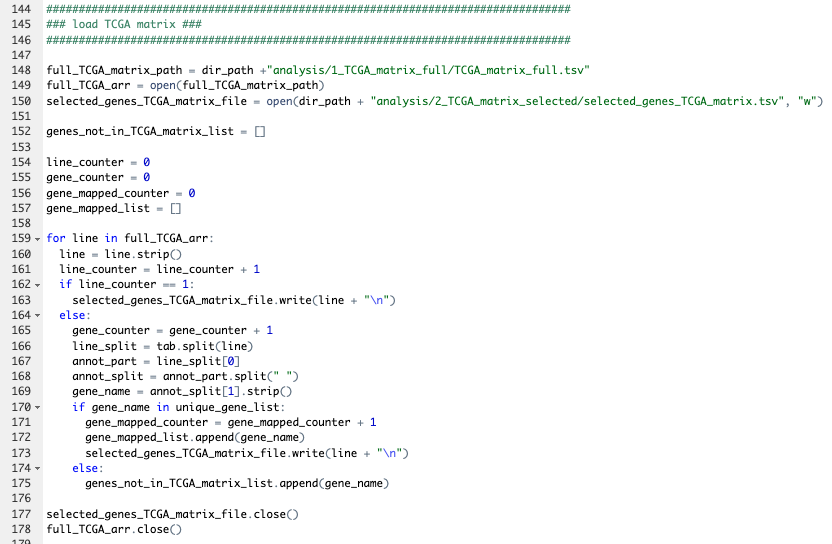 144 ################################################################################
145 ### load TCGA matrix ###
146 ################################################################################
147
148 full_TCGA_matrix_path = dir_path +"analysis/1_TCGA_matrix_full/TCGA_matrix_full.tsv"
149 full_TCGA_arr = open(full_TCGA_matrix_path)
150 selected_genes_TCGA_matrix_file = open(dir_path + "analysis/2_TCGA_matrix_selected/selected_genes_TCGA_matrix.tsv", "w")
151
152 genes_not_in_TCGA_matrix_list = []
153
154 line_counter = 0
155 gene_counter = 0
156 gene_mapped_counter = 0
157 gene_mapped_list = []
158
159 for line in full_TCGA_arr:
160   line = line.strip()
161   line_counter = line_counter + 1
162   if line_counter == 1:
163     selected_genes_TCGA_matrix_file.write(line + "\n")
164   else:
165     gene_counter = gene_counter + 1
166     line_split = tab.split(line)
167     annot_part = line_split[0]
168     annot_split = annot_part.split(" ")
169     gene_name = annot_split[1].strip()
170     if gene_name in unique_gene_list:
171       gene_mapped_counter = gene_mapped_counter + 1
172       gene_mapped_list.append(gene_name)
173       selected_genes_TCGA_matrix_file.write(line + "\n")
174     else:
175       genes_not_in_TCGA_matrix_list.append(gene_name)
176
177 selected_genes_TCGA_matrix_file.close()
178 full_TCGA_arr.close()
179